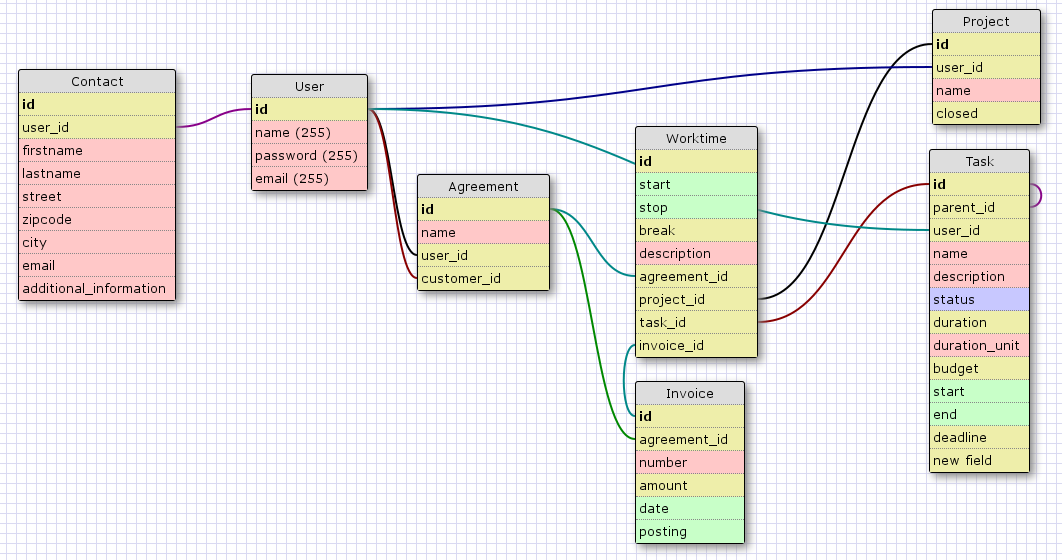 Contact
id
user_id
firstname
lastname
street
zipcode
city
email
additional_information
User
id
name (255)
password (255)
email (255)
Agreement
id
name
user_id
customer_id
Worktime
id
start
stop
break
description
agreement_id
project_id
task_id
invoice_id
Invoice
id
agreement_id
number
amount
date
posting
Project
id
user_id
name
closed
Task
id
parent_id
user_id
name
description
status
duration
duration_unit
budget
start
end
deadline
new field